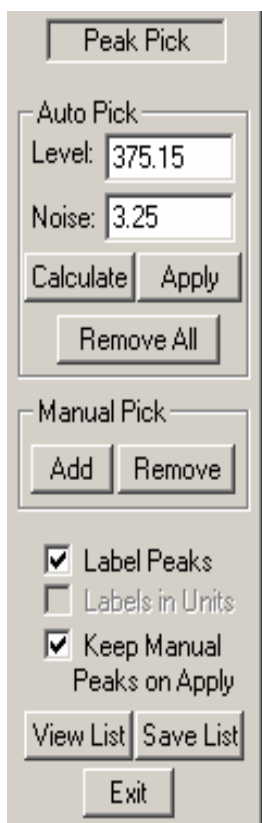 Peak Pick
Auto Pick
Level: 375.15
Noise: 3.25
Calculate Apply
Remove All
Manual Pick
Add Remove
Label Peaks
Labels in Units
Keep Manual
Peaks on Apply
View List Save List
Exit